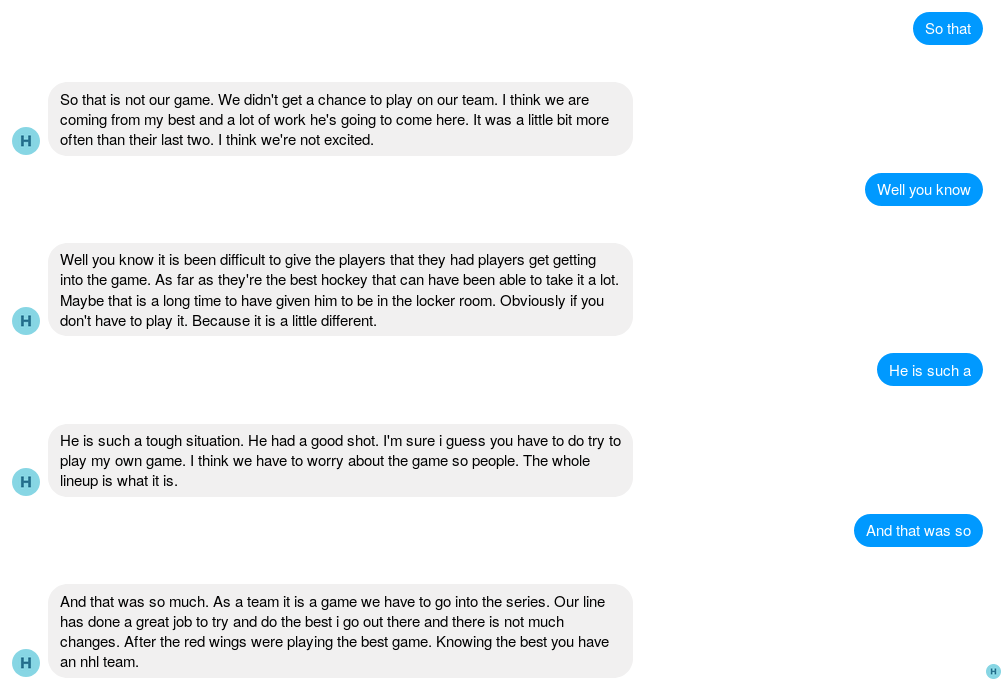 So that
So that is not our game. We didn't get a chance to play on our team. I think we are
coming from my best and a lot of work he's going to come here. It was a little bit more
often than their last two. I think we're not excited.
H
Well you know
Well you know it is been difficult to give the players that they had players get getting
into the game. As far as they're the best hockey that can have been able to take it a lot.
Maybe that is a long time to have given him to be in the locker room. Obviously if you
don't have to play it. Because it is a little different.
H
He is such a
He is such a tough situation. He had a good shot. I'm sure i guess you have to do try to
play my own game. I think we have to worry about the game so people. The whole
lineup is what it is.
H
And that was so
And that was so much. As a team it is a game we have to go into the series. Our line
has done a great job to try and do the best i go out there and there is not much
changes. After the red wings were playing the best game. Knowing the best you have
an nhl team.
H
H